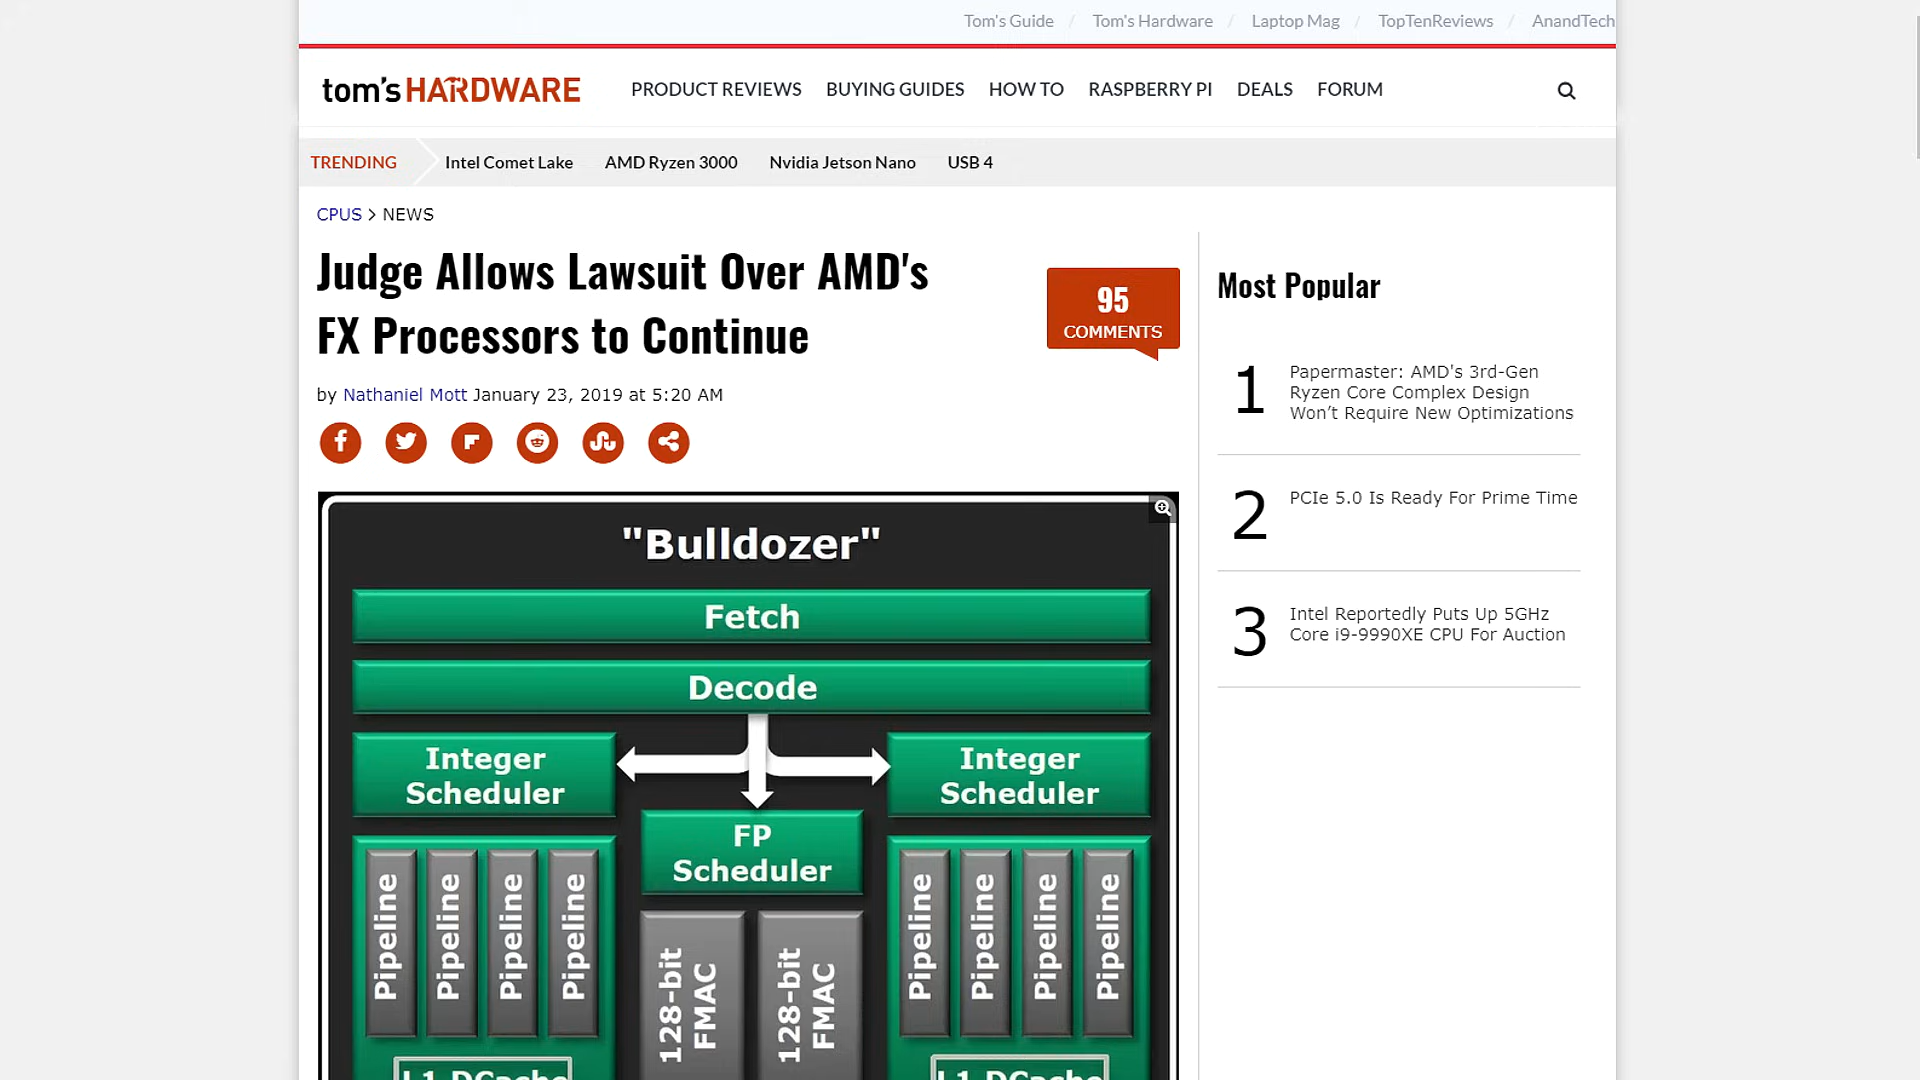 Tom's Guide / Tom's Hardware / Laptop Mag / TopTenReviews / AnandTech
tom's HARDWARE
PRODUCT REVIEWS BUYING GUIDES HOW TO RASPBERRY PI DEALS FORUM
TRENDING Intel Comet Lake AMD Ryzen 3000 Nvidia Jetson Nano USB 4
CPUS > NEWS
Judge Allows Lawsuit Over AMD's
FX Processors to Continue
95
COMMENTS
by Nathaniel Mott January 23, 2019 at 5:20 AM
"Bulldozer"
Fetch
Decode
Integer
Scheduler
Integer
Scheduler
FP
Scheduler
Pipeline
Pipeline
Pipeline
Pipeline
128-bit
FMAC
128-bit
FMAC
Pipeline
Pipeline
Pipeline
Pipeline
L1 DCache
L1 DCache
Most Popular
1
Papermaster: AMD's 3rd-Gen
Ryzen Core Complex Design
Won’t Require New Optimizations
2
PCIe 5.0 Is Ready For Prime Time
3
Intel Reportedly Puts Up 5GHz
Core i9-9990XE CPU For Auction